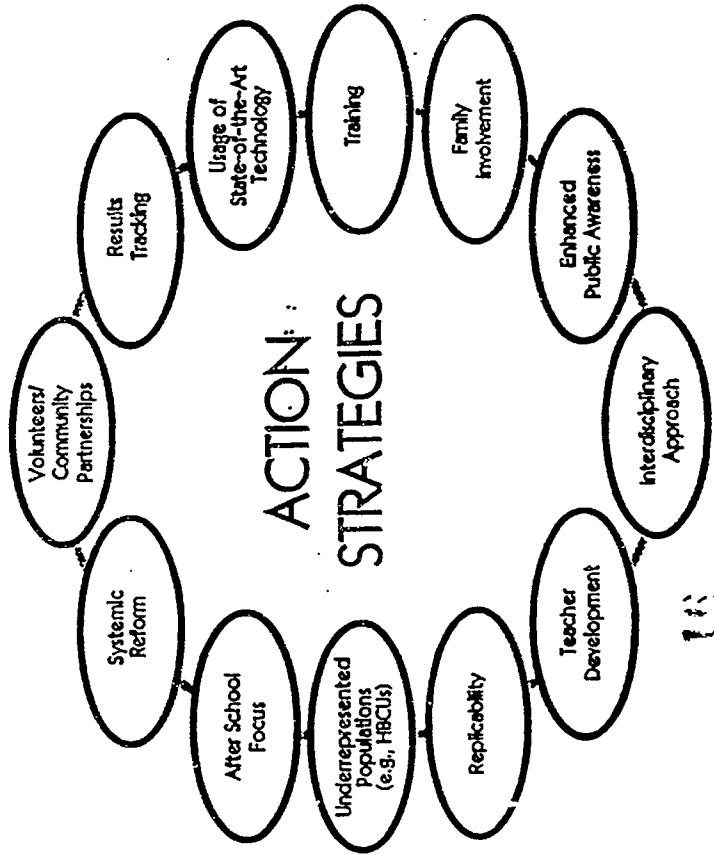 ACTION
STRATEGIES
Volunteers/
Community
Partnerships
Results
Tracking
Usage of
State-of-the-Art
Technology
Training
Family
Involvement
Enhanced
Public Awareness
Interdisciplinary
Approach
Teacher
Development
Replicability
Underrepresented
Populations
(e.g., HBCUs)
After School
Focus
Systemic
Reform